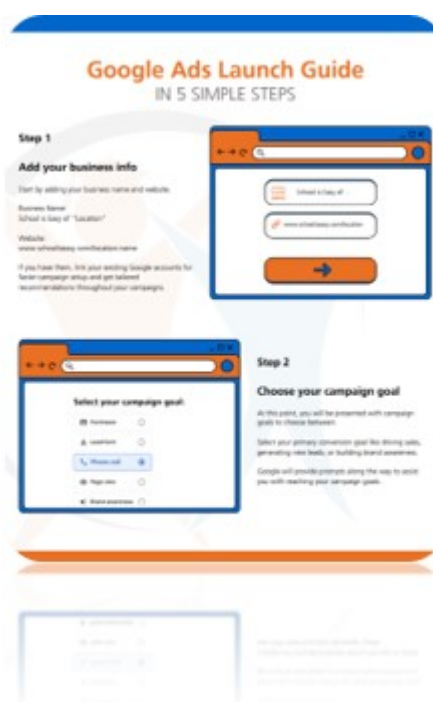 Google Ads Launch Guide
IN 5 SIMPLE STEPS
Step 1
Add your business info
Start by adding your business name and website.
Business Name:
School is Easy of "Location"
Website:
www.schooliseasy.com/location-name
If you have them, link your existing Google accounts for
faster campaign setup and get tailored
recommendations throughout your campaigns.
School is Easy of
www.schooliseasy.com/location
Select your campaign goal:
Purchase
Lead form
Phone call
Page view
Brand awareness
Step 2
Choose your campaign goal
At this point, you will be presented with campaign
goals to choose between.
Select your primary conversion goal like driving sales,
generating new leads, or building brand awareness.
Google will provide prompts along the way to assist
you with reaching your campaign goals.